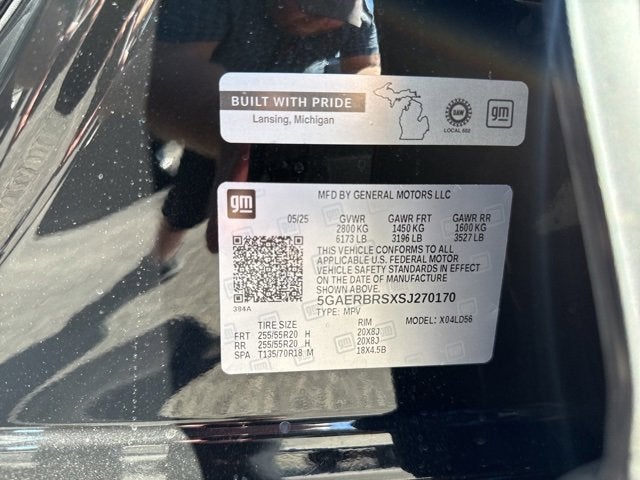 BUILT WITH PRIDE
Lansing, Michigan
UAW
LOCAL 602
gm
gm
MFD BY GENERAL MOTORS LLC
05/25 GVWR GAWR FRT GAWR RR
2800 KG 1450 KG 1600 KG
6173 LB 3196 LB 3527 LB
THIS VEHICLE CONFORMS TO ALL
APPLICABLE U.S. FEDERAL MOTOR
VEHICLE SAFETY STANDARDS IN EFFECT
ON THE DATE OF MANUFACTURE
SHOWN ABOVE.
5GAERBRSXSJ270170
384A
TYPE: MPV
MODEL: X04LD56
TIRE SIZE RIM
FRT 255/55R20 H 20X8J
RR 255/55R20 H 20X8J
SPA T135/70R18 M 18X4.5B